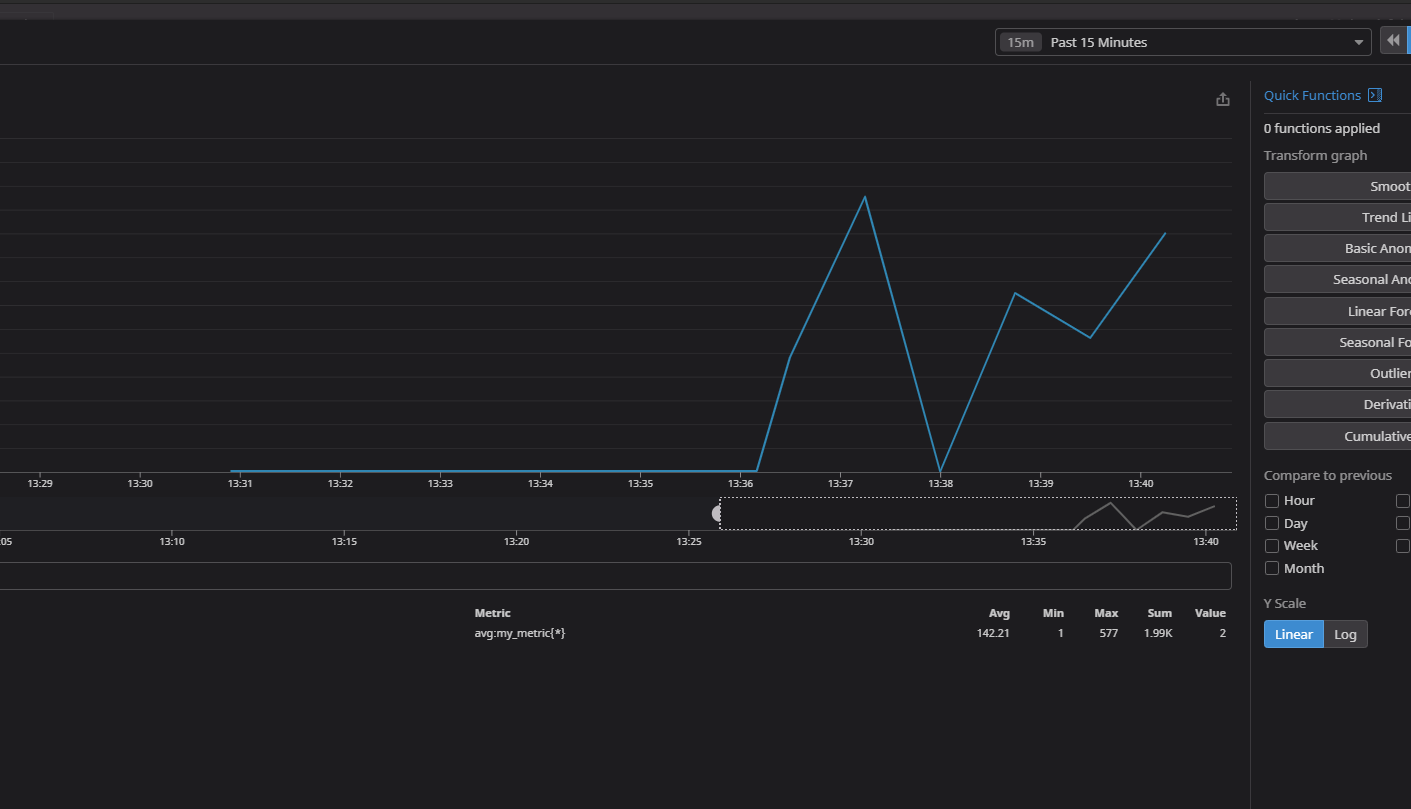 15m Past 15 Minutes
Quick Functions
0 functions applied
Transform graph
Smoot
Trend Li
Basic Anon
Seasonal Ano
Linear Fore
Seasonal Fo
Outlier
Derivati
Cumulative
13:29 13:30 13:31 13:32 13:33 13:34 13:35 13:36 13:37 13:38 13:39 13:40
Compare to previous
Hour
Day
Week
Month
:05 13:10 13:15 13:20 13:25 13:30 13:35 13:40
Metric Avg Min Max Sum Value
avg:my_metric{*} 142.21 1 577 1.99K 2
Y Scale
Linear Log